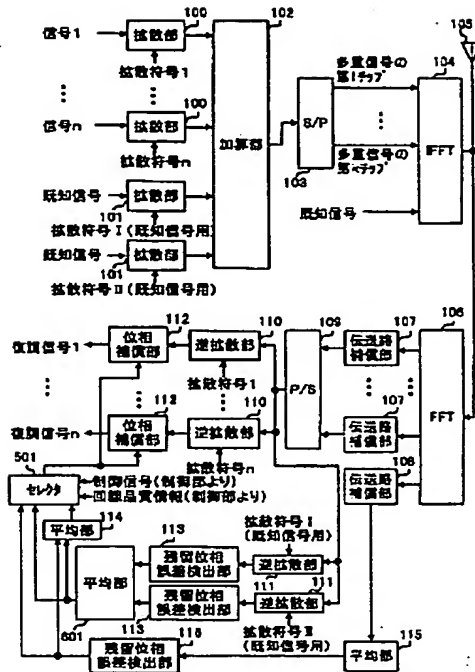 100
102
105
信号1
拡散部
拡散符号1
100
信号n
拡散部
拡散符号n
加算部
多重信号の
第1チップ
104
S/P
103
IFFT
多重信号の
第kチップ
既知信号
拡散部
101
拡散符号Ⅰ(既知信号用)
既知信号
拡散部
101
拡散符号Ⅱ(既知信号用)
既知信号
106
112
110
109
107
復調信号1
位相
補償部
逆拡散部
拡散符号1
P/S
伝送路
補償部
FFT
112
110
107
復調信号n
位相
補償部
逆拡散部
拡散符号n
伝送路
補償部
108
伝送路
補償部
501
セレクタ
制御信号(制御部より)
回線品質情報(制御部より)
114
平均部
113
拡散符号Ⅰ
(既知信号用)
残留位相
誤差検出部
逆拡散部
111
平均部
601
残留位相
誤差検出部
113
逆拡散部
111
拡散符号Ⅱ
(既知信号用)
116
残留位相
誤差検出部
115
平均部